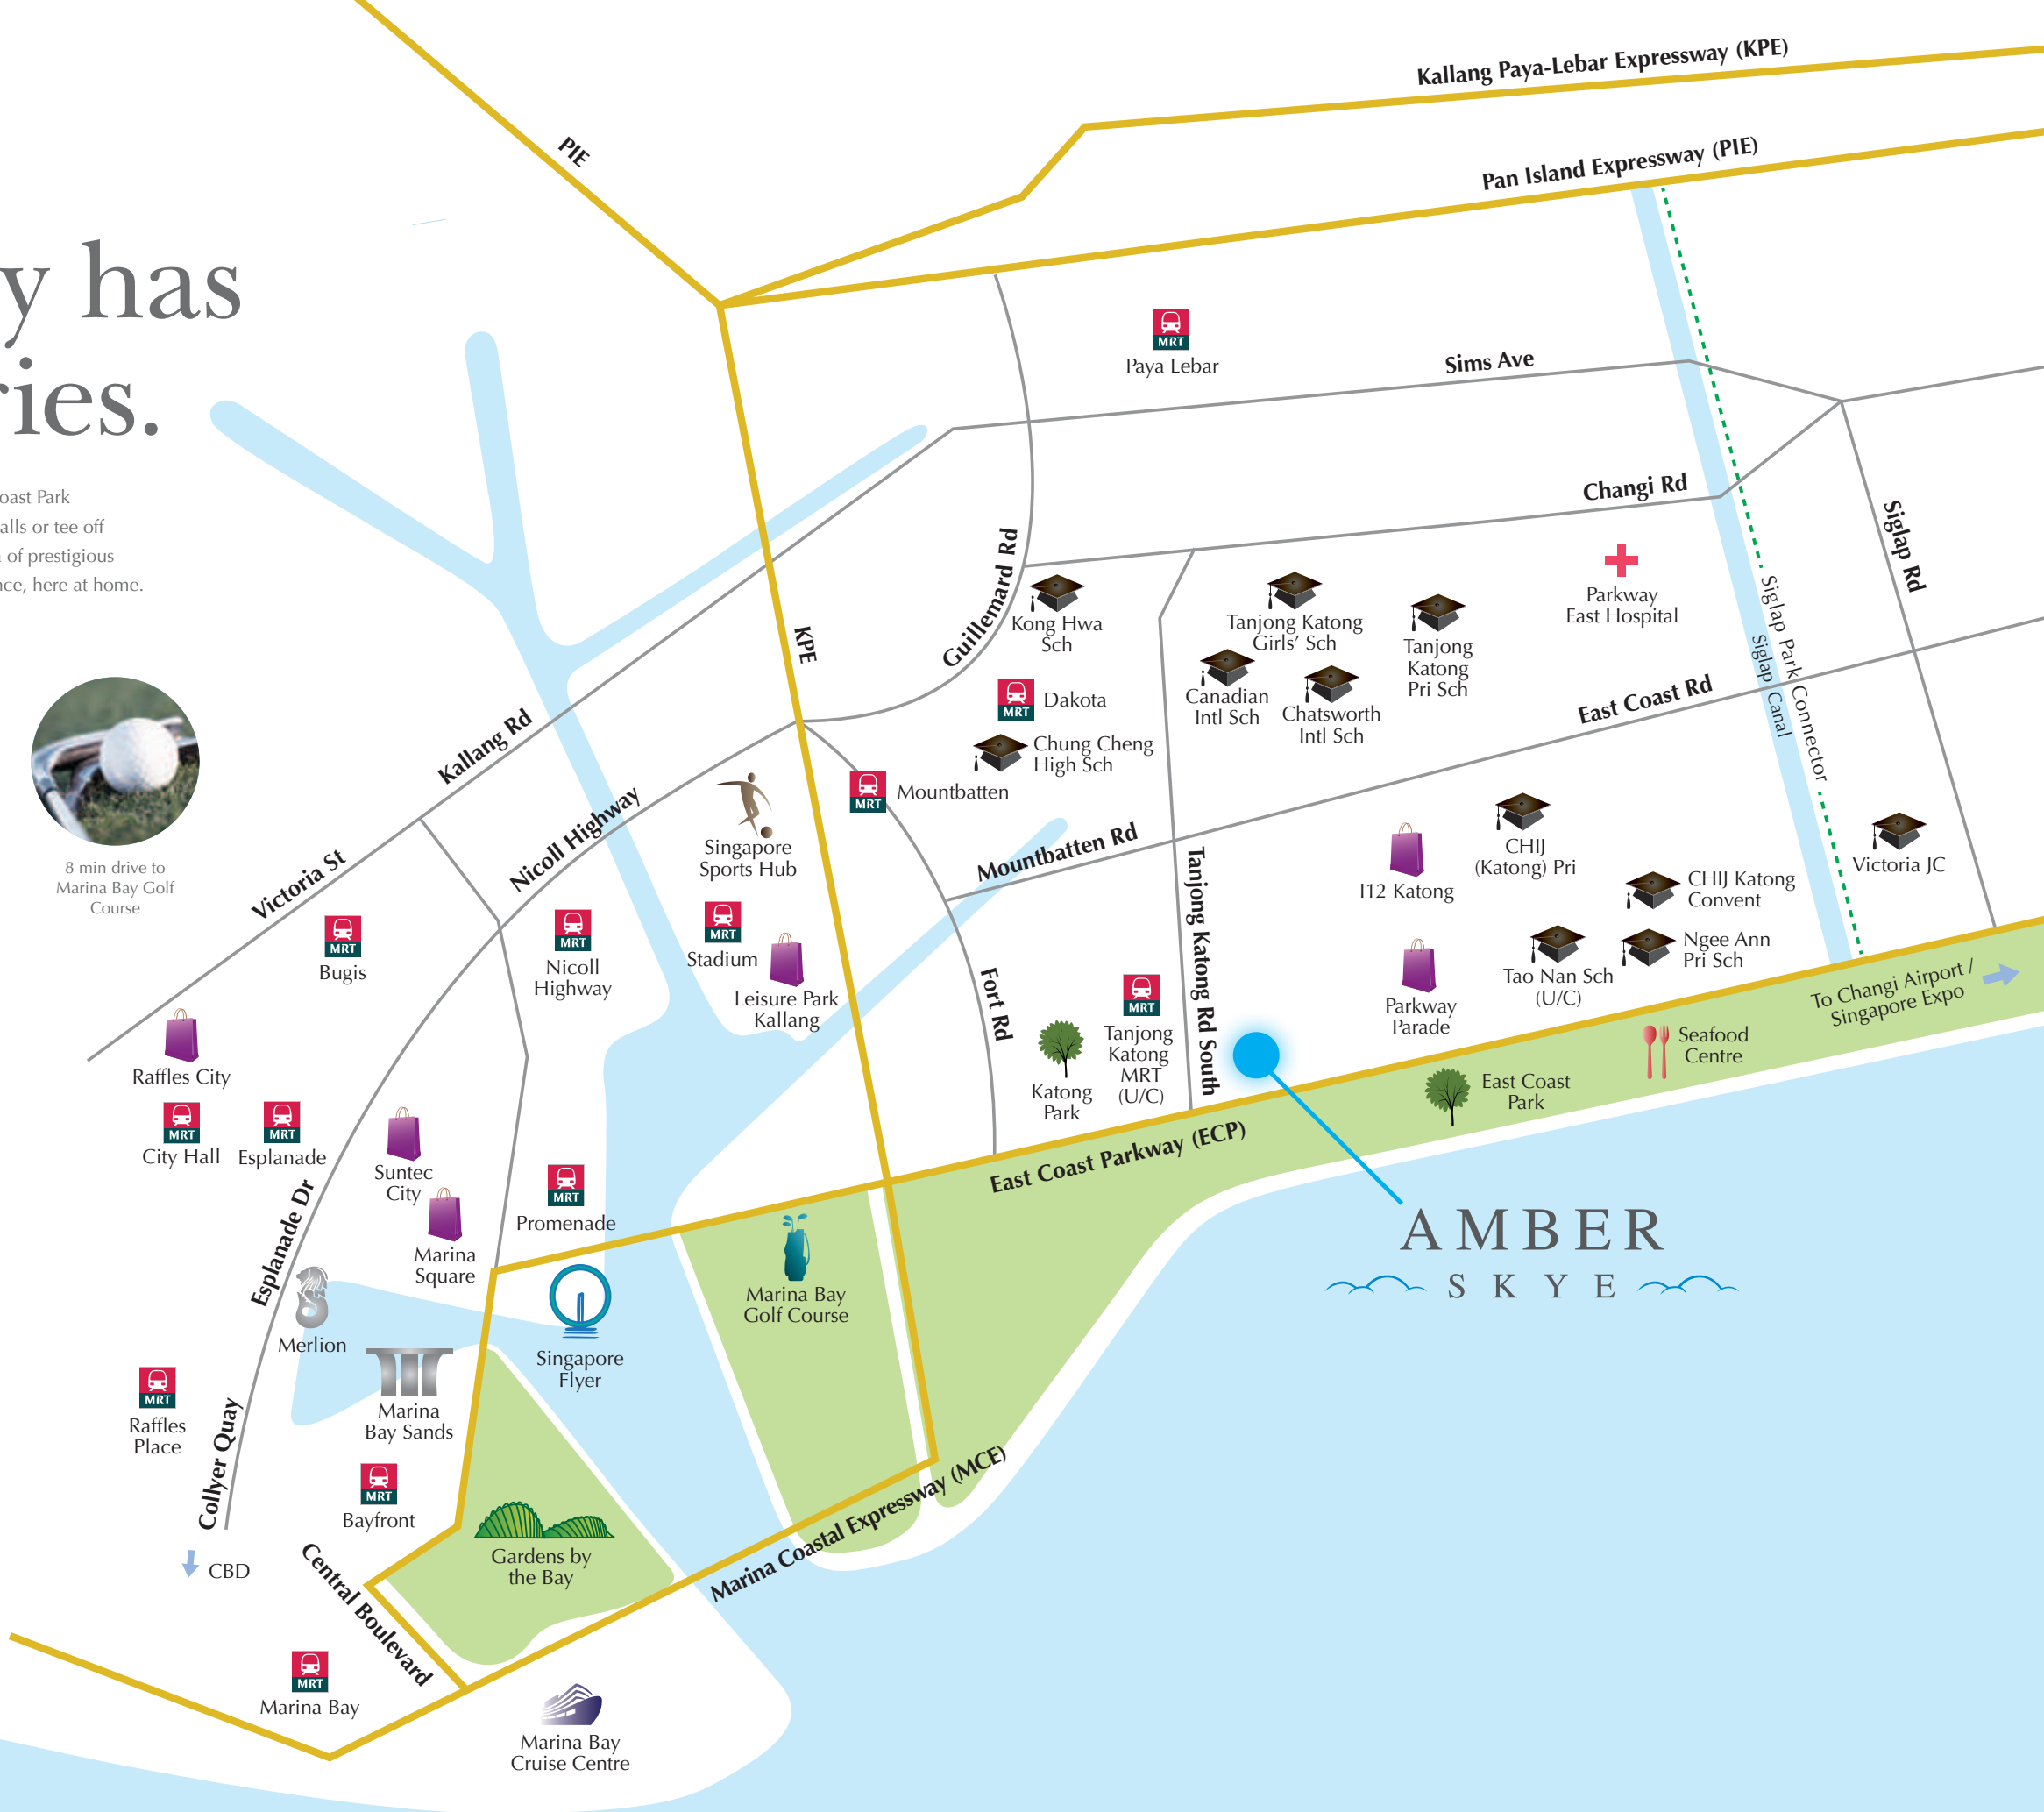 y has
ries.
oast Park
alls or tee off
of prestigious
nce, here at home.
8 min drive to
Marina Bay Golf
Course
PIE
Kallang Paya-Lebar Expressway (KPE)
Pan Island Expressway (PIE)
MRT
Paya Lebar
Sims Ave
Changi Rd
Siglap Rd
Guillemard Rd
KPE
Kong Hwa
Sch
Tanjong Katong
Girls' Sch
Tanjong
Katong
Pri Sch
Parkway
East Hospital
Siglap Park Connector
Siglap Canal
Canadian
Intl Sch
Chatsworth
Intl Sch
MRT
Dakota
East Coast Rd
Chung Cheng
High Sch
Kallang Rd
Nicoll Highway
MRT
Mountbatten
Mountbatten Rd
Singapore
Sports Hub
Victoria St
Tanjong Katong Rd South
I12 Katong
CHIJ
(Katong) Pri
CHIJ Katong
Convent
Victoria JC
MRT
Bugis
MRT
Nicoll
Highway
MRT
Stadium
Leisure Park
Kallang
Fort Rd
Parkway
Parade
Tao Nan Sch
(U/C)
Ngee Ann
Pri Sch
To Changi Airport /
Singapore Expo
Raffles City
Katong
Park
MRT
Tanjong
Katong
MRT
(U/C)
Seafood
Centre
East Coast
Park
MRT
City Hall
MRT
Esplanade
Suntec
City
East Coast Parkway (ECP)
Marina
Square
MRT
Promenade
Esplanade Dr
AMBER
SKYE
Merlion
Singapore
Flyer
Marina Bay
Golf Course
Marina
Bay Sands
MRT
Raffles
Place
Collyer Quay
MRT
Bayfront
Gardens by
the Bay
Marina Coastal Expressway (MCE)
CBD
Central Boulevard
MRT
Marina Bay
Marina Bay
Cruise Centre